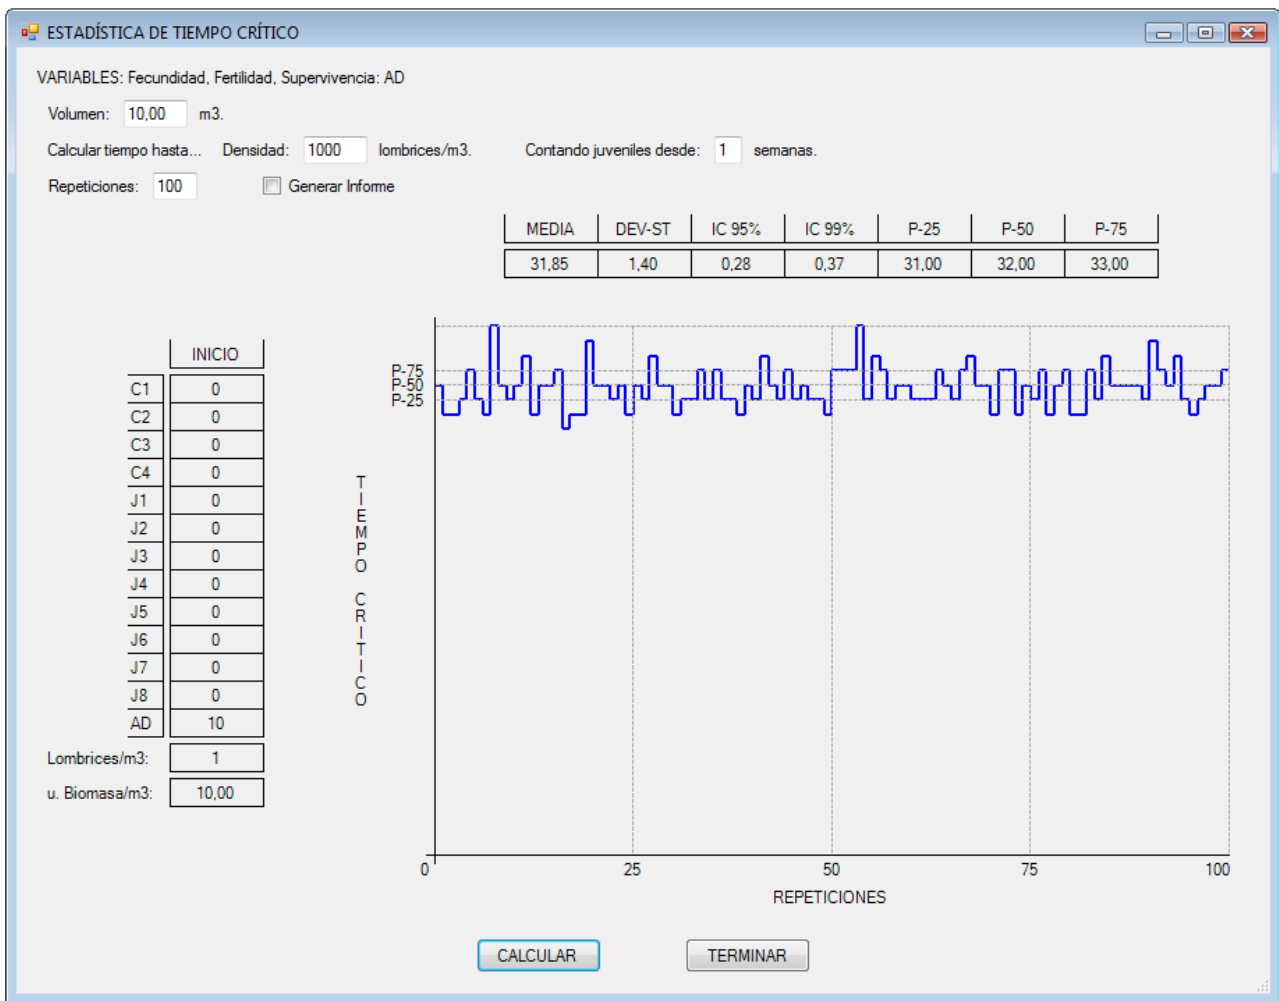 ESTADÍSTICA DE TIEMPO CRÍTICO
VARIABLES: Fecundidad, Fertilidad, Supervivencia: AD
Volumen: 10,00 m3.
Calcular tiempo hasta... Densidad: 1000 lombrices/m3. Contando juveniles desde: 1 semanas.
Repeticiones: 100 Generar Informe
MEDIA DEV-ST IC 95% IC 99% P-25 P-50 P-75
31,85 1,40 0,28 0,37 31,00 32,00 33,00
INICIO
C1 0
C2 0
C3 0
C4 0
J1 0
J2 0
J3 0
J4 0
J5 0
J6 0
J7 0
J8 0
AD 10
Lombrices/m3: 1
u. Biomasa/m3: 10,00
P-75
P-50
P-25
TIEMPO CRITICO
0 25 50 75 100
REPETICIONES
CALCULAR TERMINAR